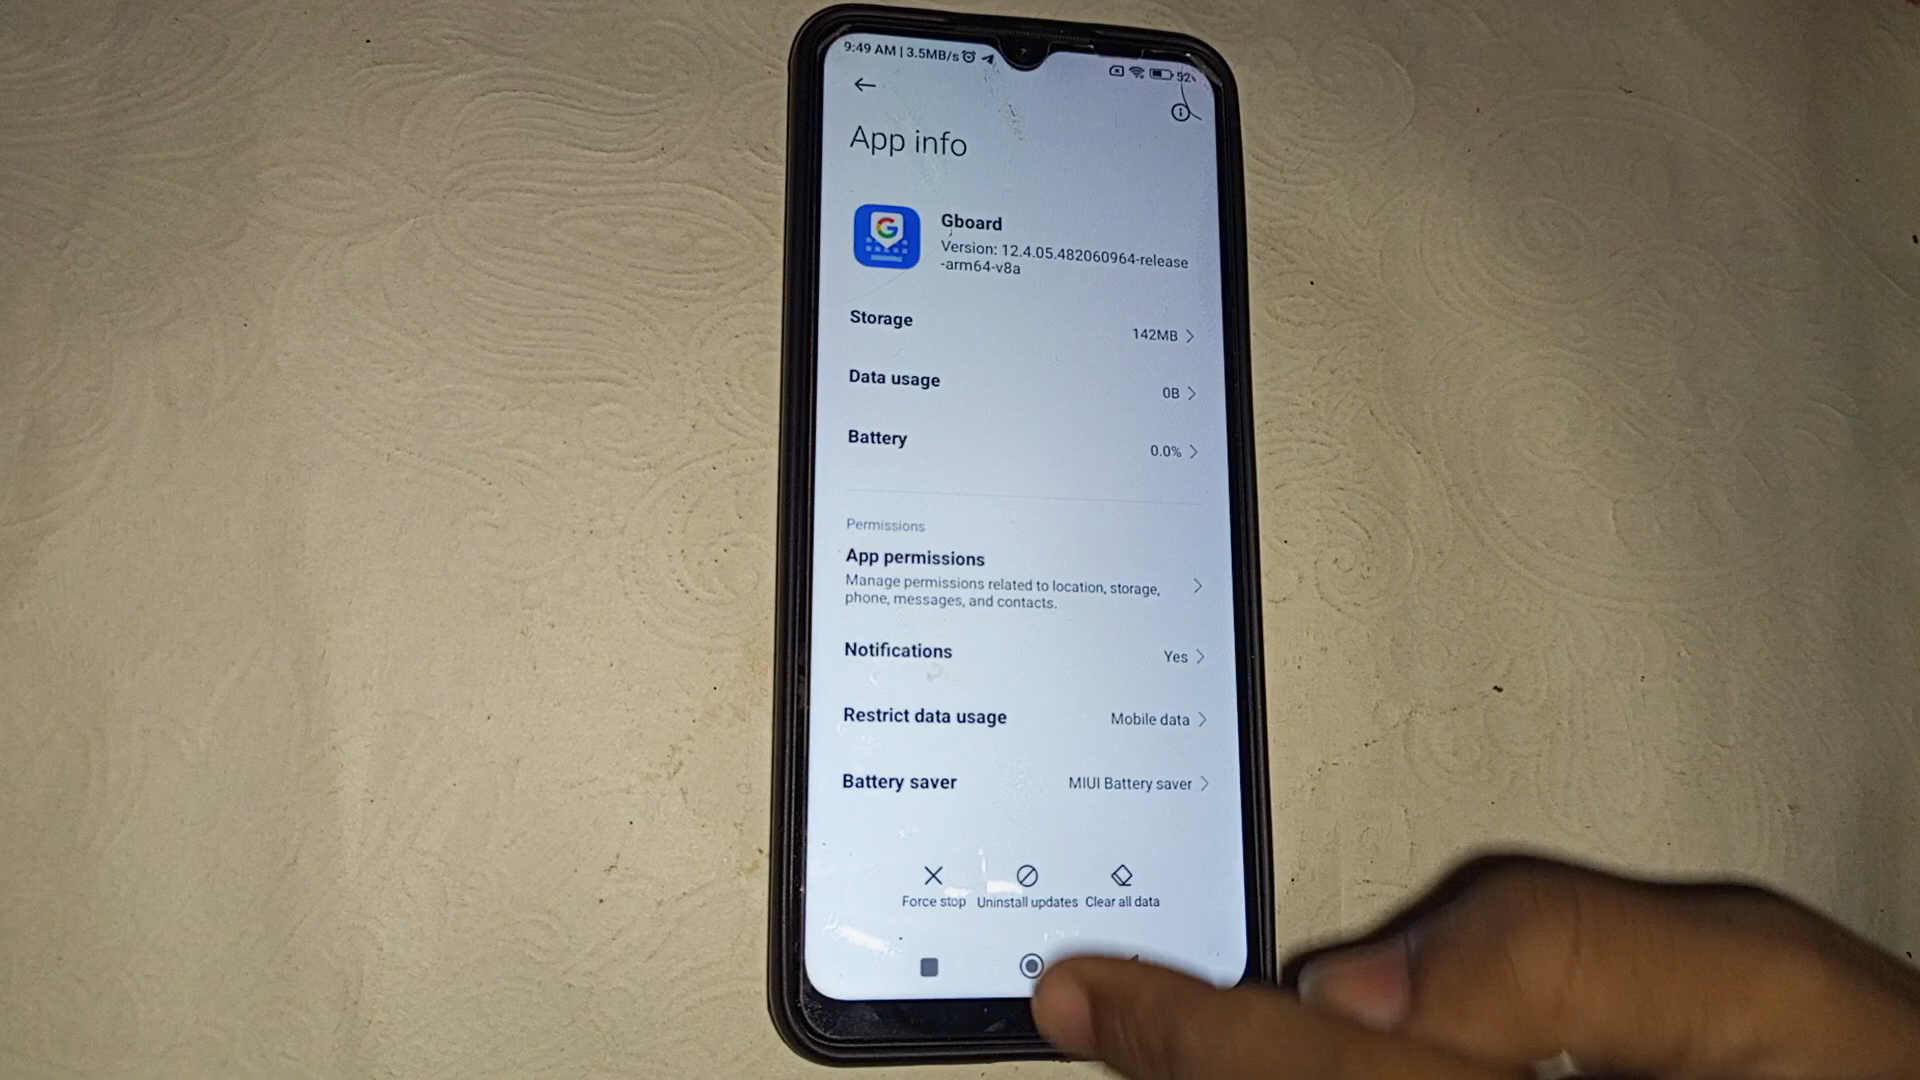 9:49 AM | 3.5MB/s
92%
App info
Gboard
Version: 12.4.05.482060964-release
-arm64-v8a
Storage
142MB
Data usage
0B
Battery
0.0%
Permissions
App permissions
Manage permissions related to location, storage,
phone, messages, and contacts.
Notifications
Yes
Restrict data usage
Mobile data
Battery saver
MIUI Battery saver
Force stop
Uninstall updates
Clear all data